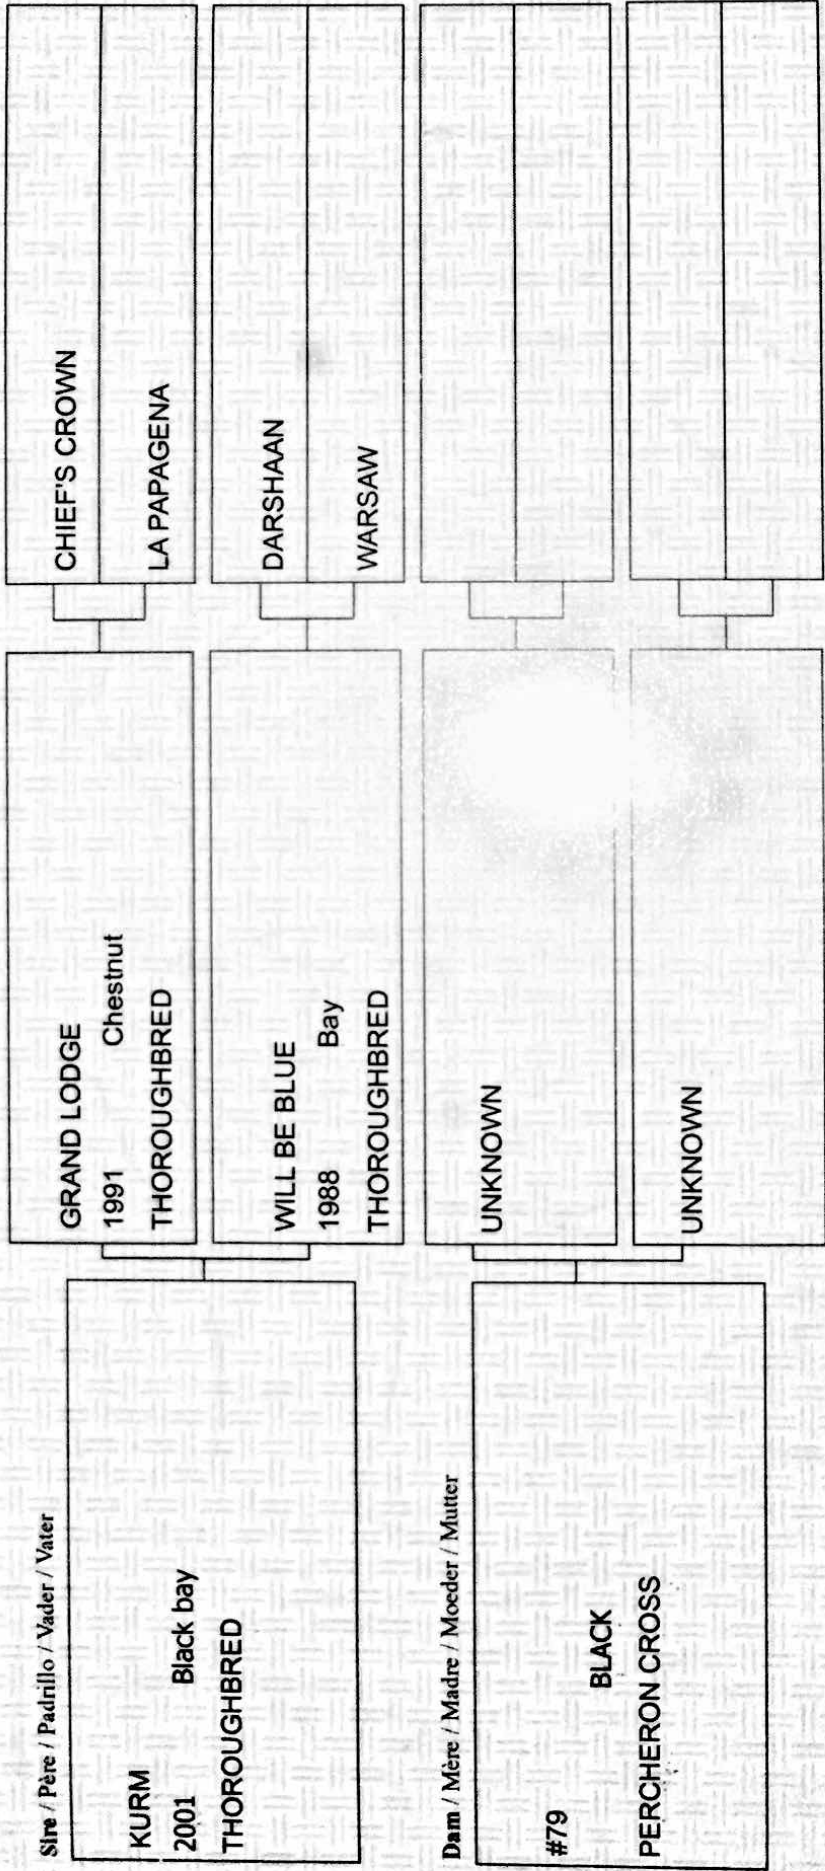 Sire / Père / Padrillo / Vader / Vater
KURM
2001 Black bay
THOROUGHBRED
GRAND LODGE
1991 Chestnut
THOROUGHBRED
CHIEF'S CROWN
LA PAPAGENA
WILL BE BLUE
1988 Bay
THOROUGHBRED
DARSHAAN
WARSAW
Dam / Mère / Madre / Moeder / Mutter
#79
BLACK
PERCHERON CROSS
UNKNOWN
UNKNOWN